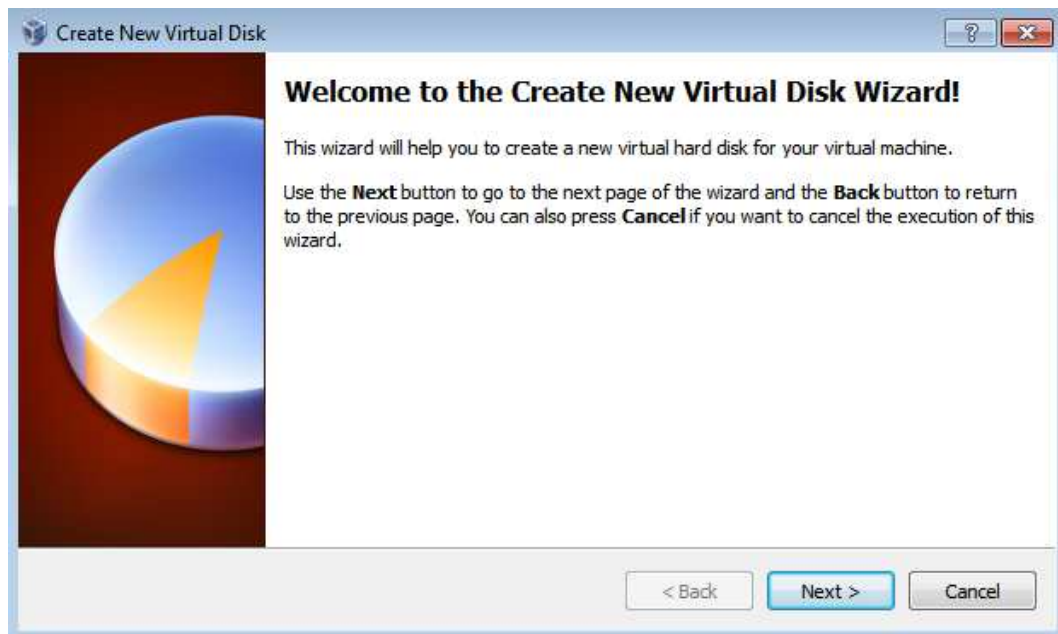 Create New Virtual Disk
Welcome to the Create New Virtual Disk Wizard!
This wizard will help you to create a new virtual hard disk for your virtual machine.
Use the Next button to go to the next page of the wizard and the Back button to return
to the previous page. You can also press Cancel if you want to cancel the execution of this
wizard.
< Back   Next >   Cancel